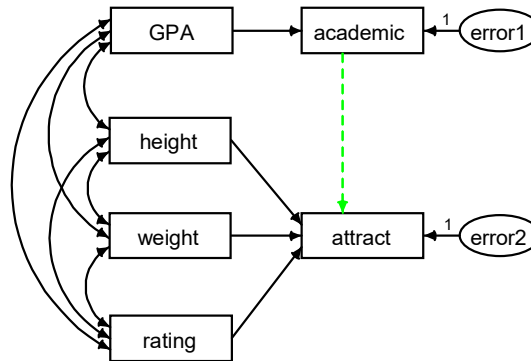 GPA
academic
1
error1
height
weight
attract
1
error2
rating